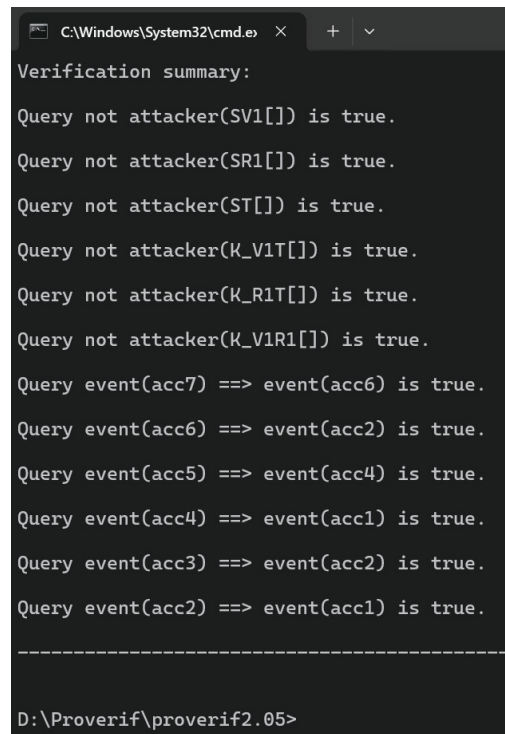 C:\Windows\System32\cmd.e
Verification summary:
Query not attacker(SV1[]) is true.
Query not attacker(SR1[]) is true.
Query not attacker(ST[]) is true.
Query not attacker(K_V1T[]) is true.
Query not attacker(K_R1T[]) is true.
Query not attacker(K_V1R1[]) is true.
Query event(acc7) ==> event(acc6) is true.
Query event(acc6) ==> event(acc2) is true.
Query event(acc5) ==> event(acc4) is true.
Query event(acc4) ==> event(acc1) is true.
Query event(acc3) ==> event(acc2) is true.
Query event(acc2) ==> event(acc1) is true.
--------------------------------------------
D:\Proverif\proverif2.05>